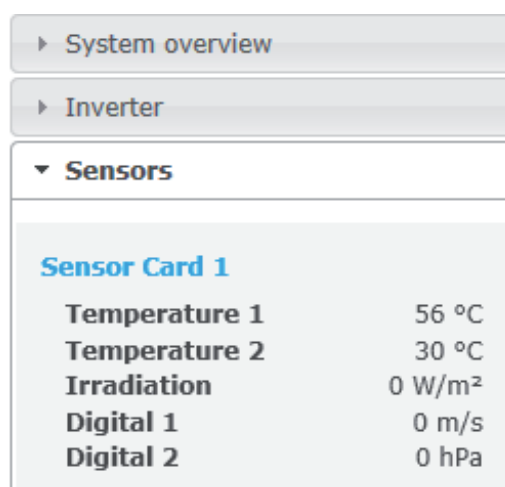 System overview
Inverter
Sensors
Sensor Card 1
Temperature 1 56 °C
Temperature 2 30 °C
Irradiation 0 W/m²
Digital 1 0 m/s
Digital 2 0 hPa